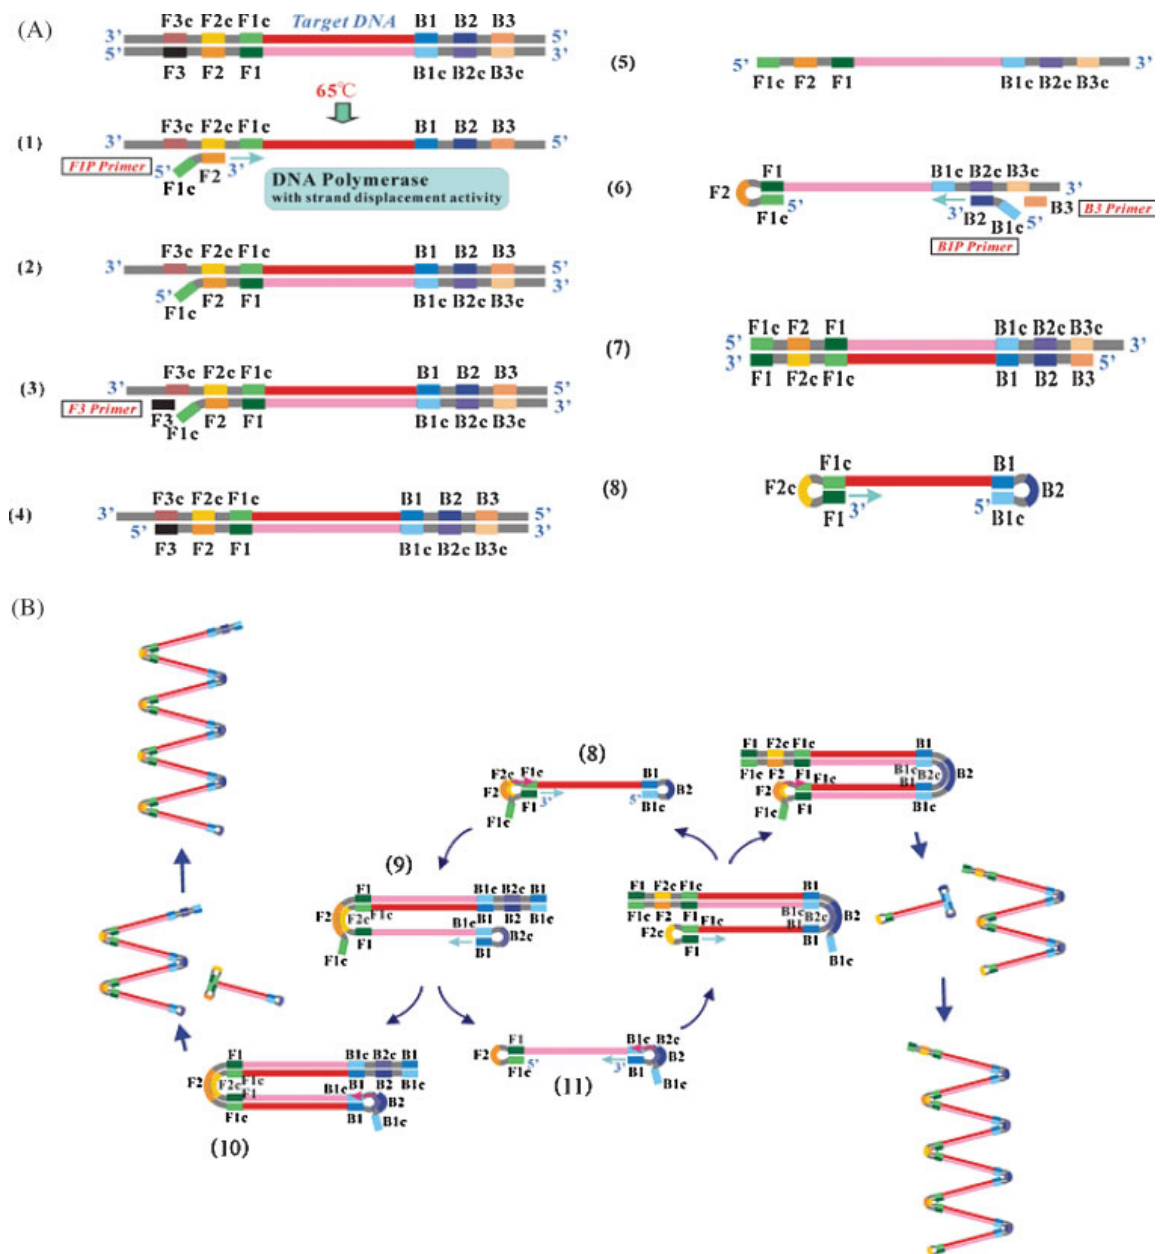 (A)
F3c F2c F1c Target DNA B1 B2 B3
3’ 5’
5’ 3’
F3 F2 F1 B1c B2c B3c
65℃
(1)
F3c F2c F1c B1 B2 B3
3’ 5’
F1P Primer
5’ F2 3’
F1c
DNA Polymerase
with strand displacement activity
(2)
F3c F2c F1c B1 B2 B3
3’ 5’
5’ 3’
F1c F2 F1 B1c B2c B3c
(3)
F3c F2c F1c B1 B2 B3
3’ 5’
F3 Primer
3’
F3 F1c F2 F1 B1c B2c B3c
(4)
F3c F2c F1c B1 B2 B3
3’ 5’
5’ 3’
F3 F2 F1 B1c B2c B3c
(5)
5’ 3’
F1c F2 F1 B1c B2c B3c
(6)
F1 B1c B2c B3c
F2 3’
F1c 5’ 3’ B2 B1c 5’ B3
B3 Primer
B1P Primer
(7)
F1c F2 F1 B1c B2c B3c
5’ 3’
3’ 5’
F1 F2c F1c B1 B2 B3
(8)
F1c B1
F2c B2
F1 3’ 5’ B1c
(B)
(8)
F2c F1c B1
F2 B2
F1 3’ 5’ B1c
F1c
F1 F2c F1c B1
F1c F2 F1 F1c B1c B2c B2
F2c B1
F2
F1 B1c
F1c
(9)
F1 B1c B2c B1
F2 F2c F1c B1 B2 B1c
B1c
F1 B2c
F1c B1
F1 F2c F1c B1
F1c F2 F1 F1c B1c B2c B2
F2c B1
F1 B1
B1c
F1 B1c B2c B1
F2 F2c F1c B1 B2 B1c
F1 B1c
B2
F1c B1 B1c
(10)
F1 B1c B2c
F2 B2
F1c 5’ 3’ B1
B1c
(11)